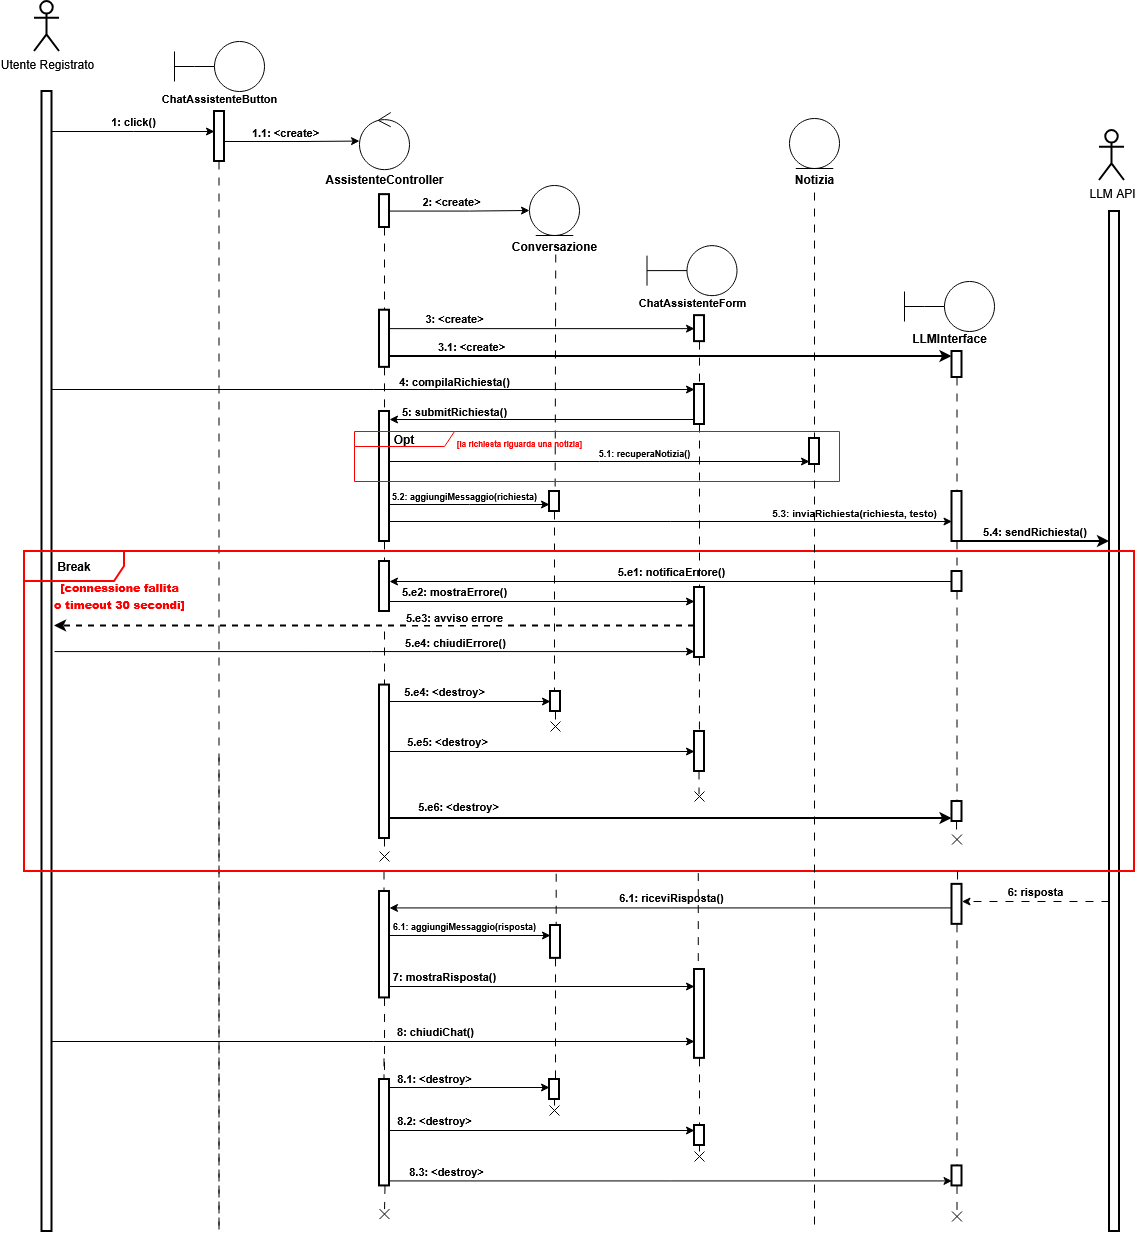 Utente Registrato
ChatAssistenteButton
1: click()
1.1: <create>
AssistenteController
Notizia
LLM API
2: <create>
Conversazione
ChatAssistenteForm
3: <create>
LLMInterface
3.1: <create>
4: compilaRichiesta()
5: submitRichiesta()
Opt
[la richiesta riguarda una notizia]
5.1: recuperaNotizia()
5.2: aggiungiMessaggio(richiesta)
5.3: inviaRichiesta(richiesta, testo)
5.4: sendRichiesta()
Break
5.e1: notificaErrore()
[connessione fallita
o timeout 30 secondi]
5.e2: mostraErrore()
5.e3: avviso errore
5.e4: chiudiErrore()
5.e4: <destroy>
5.e5: <destroy>
5.e6: <destroy>
6: risposta
6.1: riceviRisposta()
6.1: aggiungiMessaggio(risposta)
7: mostraRisposta()
8: chiudiChat()
8.1: <destroy>
8.2: <destroy>
8.3: <destroy>